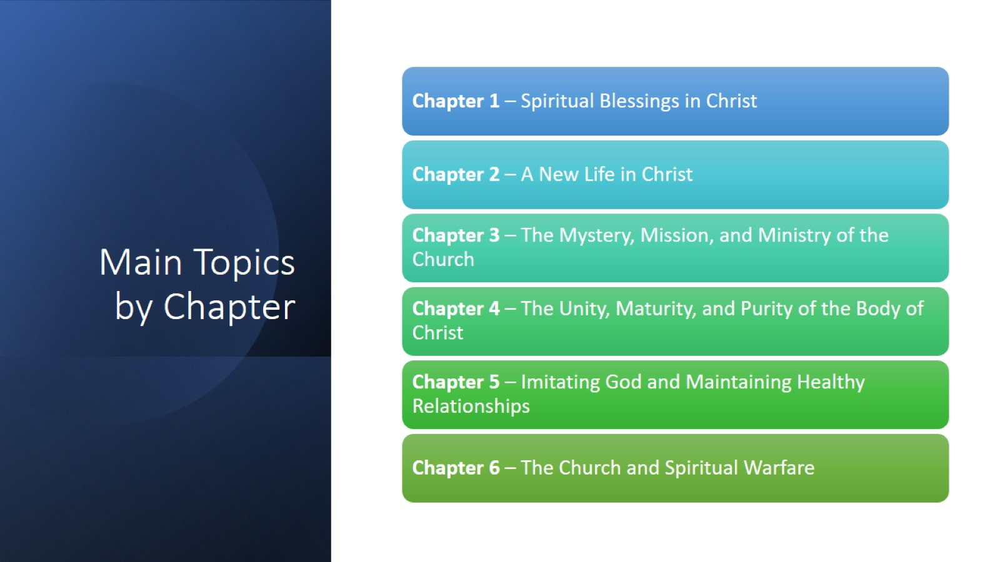 Main Topics
by Chapter
Chapter 1 – Spiritual Blessings in Christ
Chapter 2 – A New Life in Christ
Chapter 3 – The Mystery, Mission, and Ministry of the
Church
Chapter 4 – The Unity, Maturity, and Purity of the Body of
Christ
Chapter 5 – Imitating God and Maintaining Healthy
Relationships
Chapter 6 – The Church and Spiritual Warfare